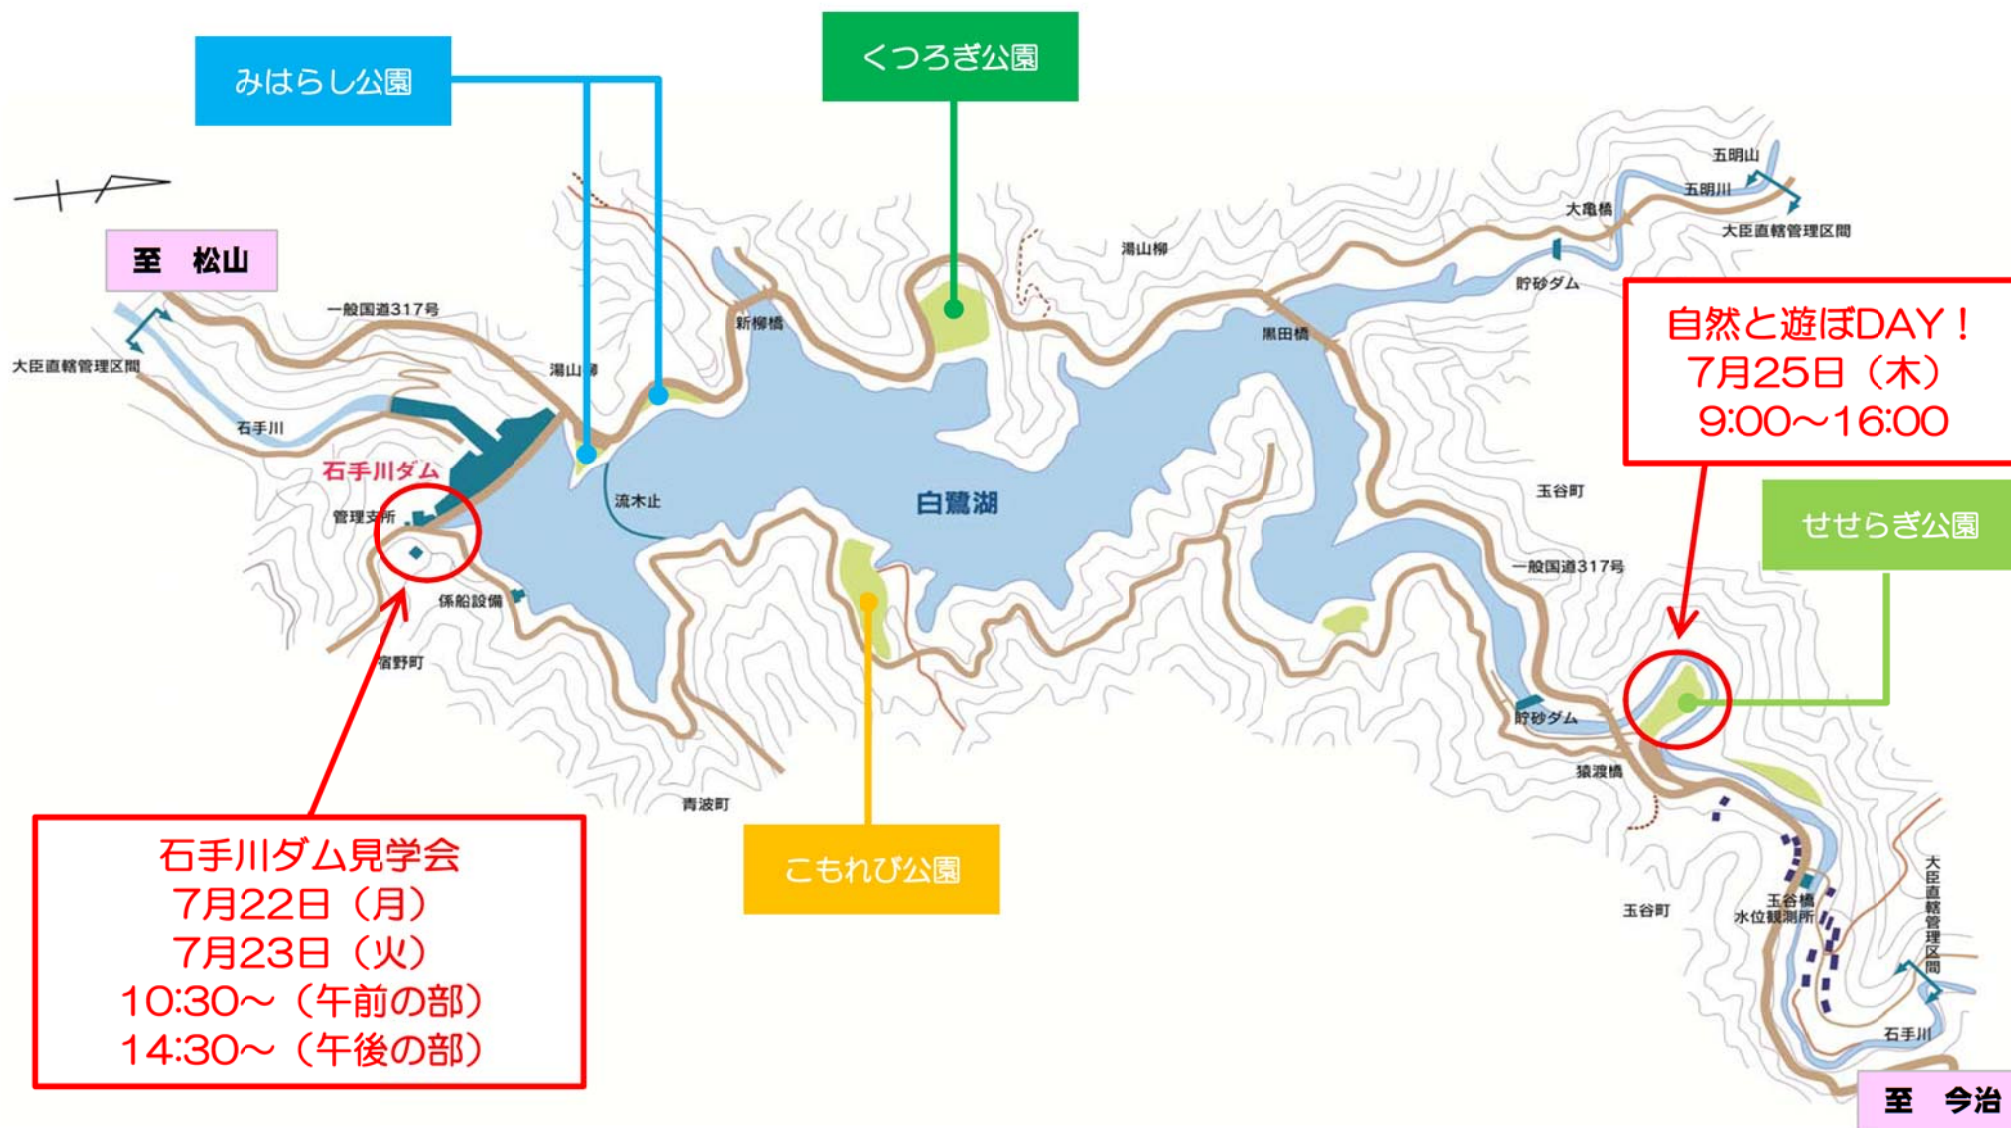 みはらし公園
くつろぎ公園
至 松山
一般国道317号
大臣直轄管理区間
石手川
湯山柳
新柳橋
湯山柳
黒田橋
大亀橋
五明山
五明川
大臣直轄管理区間
貯砂ダム
自然と遊ぼDAY！
7月25日（木）
9:00～16:00
石手川ダム
管理支所
流木止
白鷺湖
玉谷町
せせらぎ公園
一般国道317号
係船設備
宿野町
貯砂ダム
猿渡橋
青波町
こもれび公園
石手川ダム見学会
7月22日（月）
7月23日（火）
10:30～（午前の部）
14:30～（午後の部）
玉谷町
玉谷橋
水位観測所
大臣直轄管理区間
石手川
至 今治